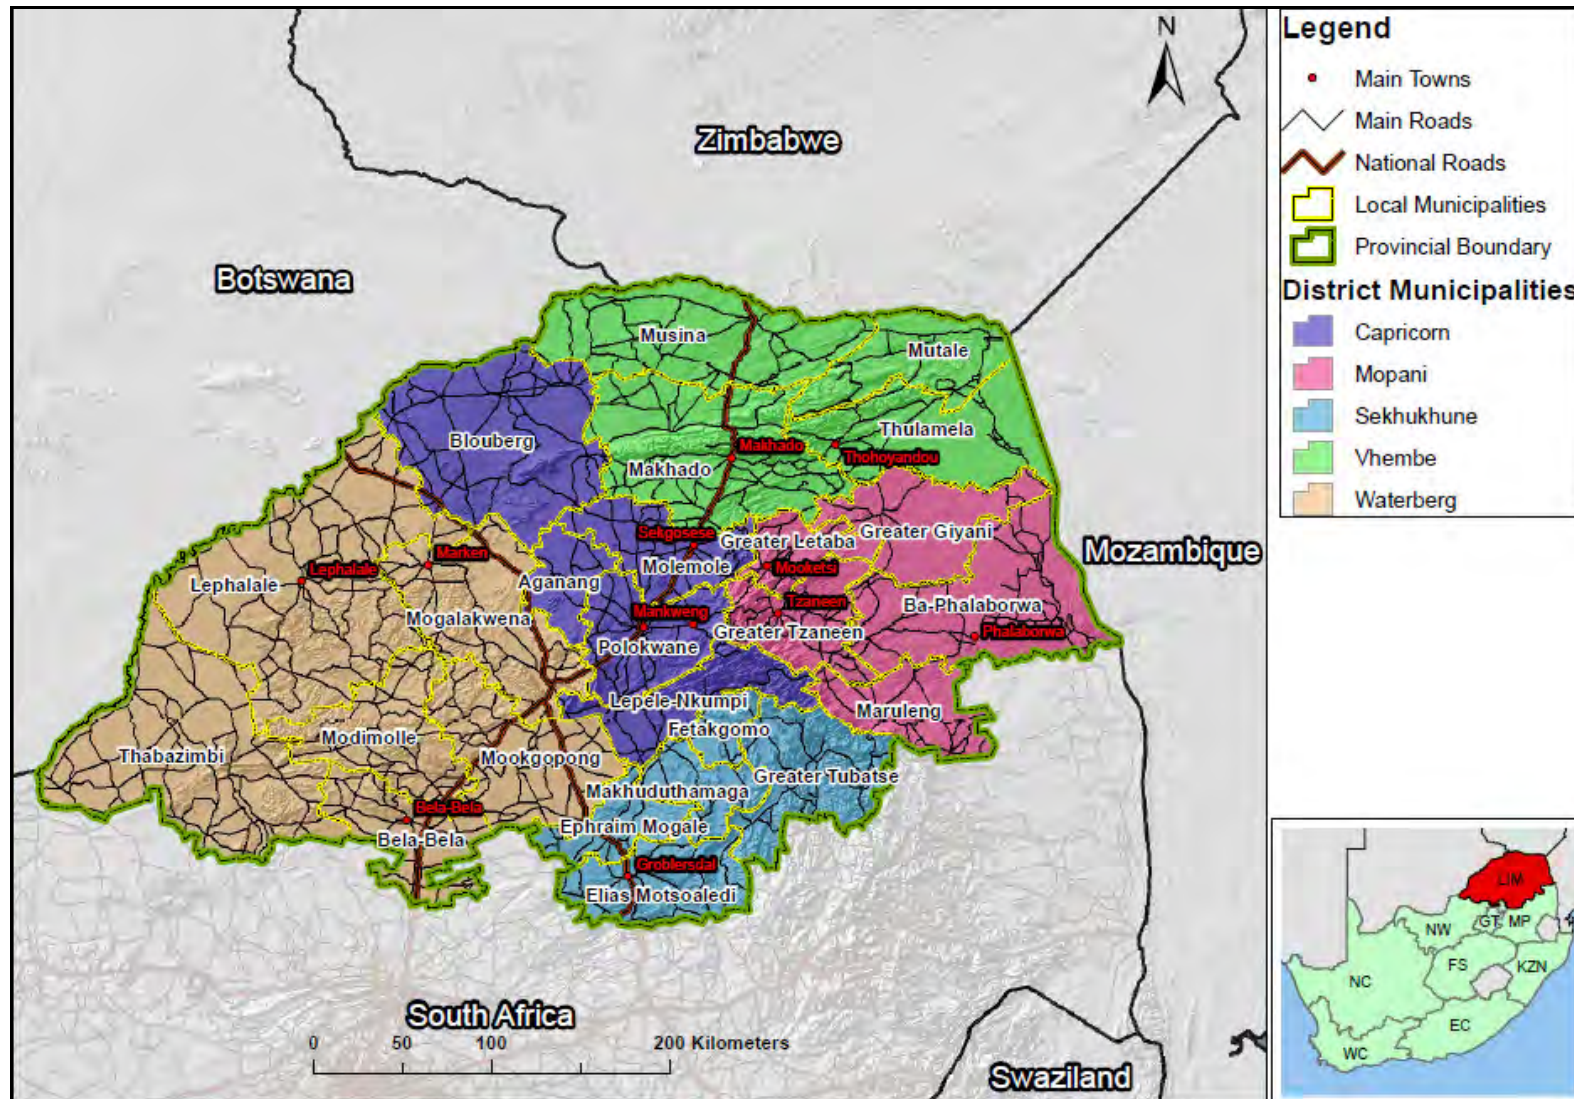 N
Zimbabwe
Botswana
Musina
Mutale
Blouberg
Thulamela
Makhado
Thohoyandou
Makhado
Sekgosese
Greater Letaba
Greater Giyani
Mozambique
Marken
Lephalale
Lephalale
Aganang
Molemole
Mooketsi
Mogalakwena
Mankweng
Tzaneen
Ba-Phalaborwa
Polokwane
Greater Tzaneen
Phalaborwa
Lepele-Nkumpi
Maruleng
Thabazimbi
Modimolle
Mookgopong
Fetakgomo
Greater Tubatse
Makhuduthamaga
Bela-Bela
Bela-Bela
Ephraim Mogale
Groblersdal
Elias Motsoaledi
South Africa
0 50 100 200 Kilometers
Swaziland
Legend
Main Towns
Main Roads
National Roads
Local Municipalities
Provincial Boundary
District Municipalities
Capricorn
Mopani
Sekhukhune
Vhembe
Waterberg
LIM
NW
GT
MP
FS
KZN
NC
EC
WC